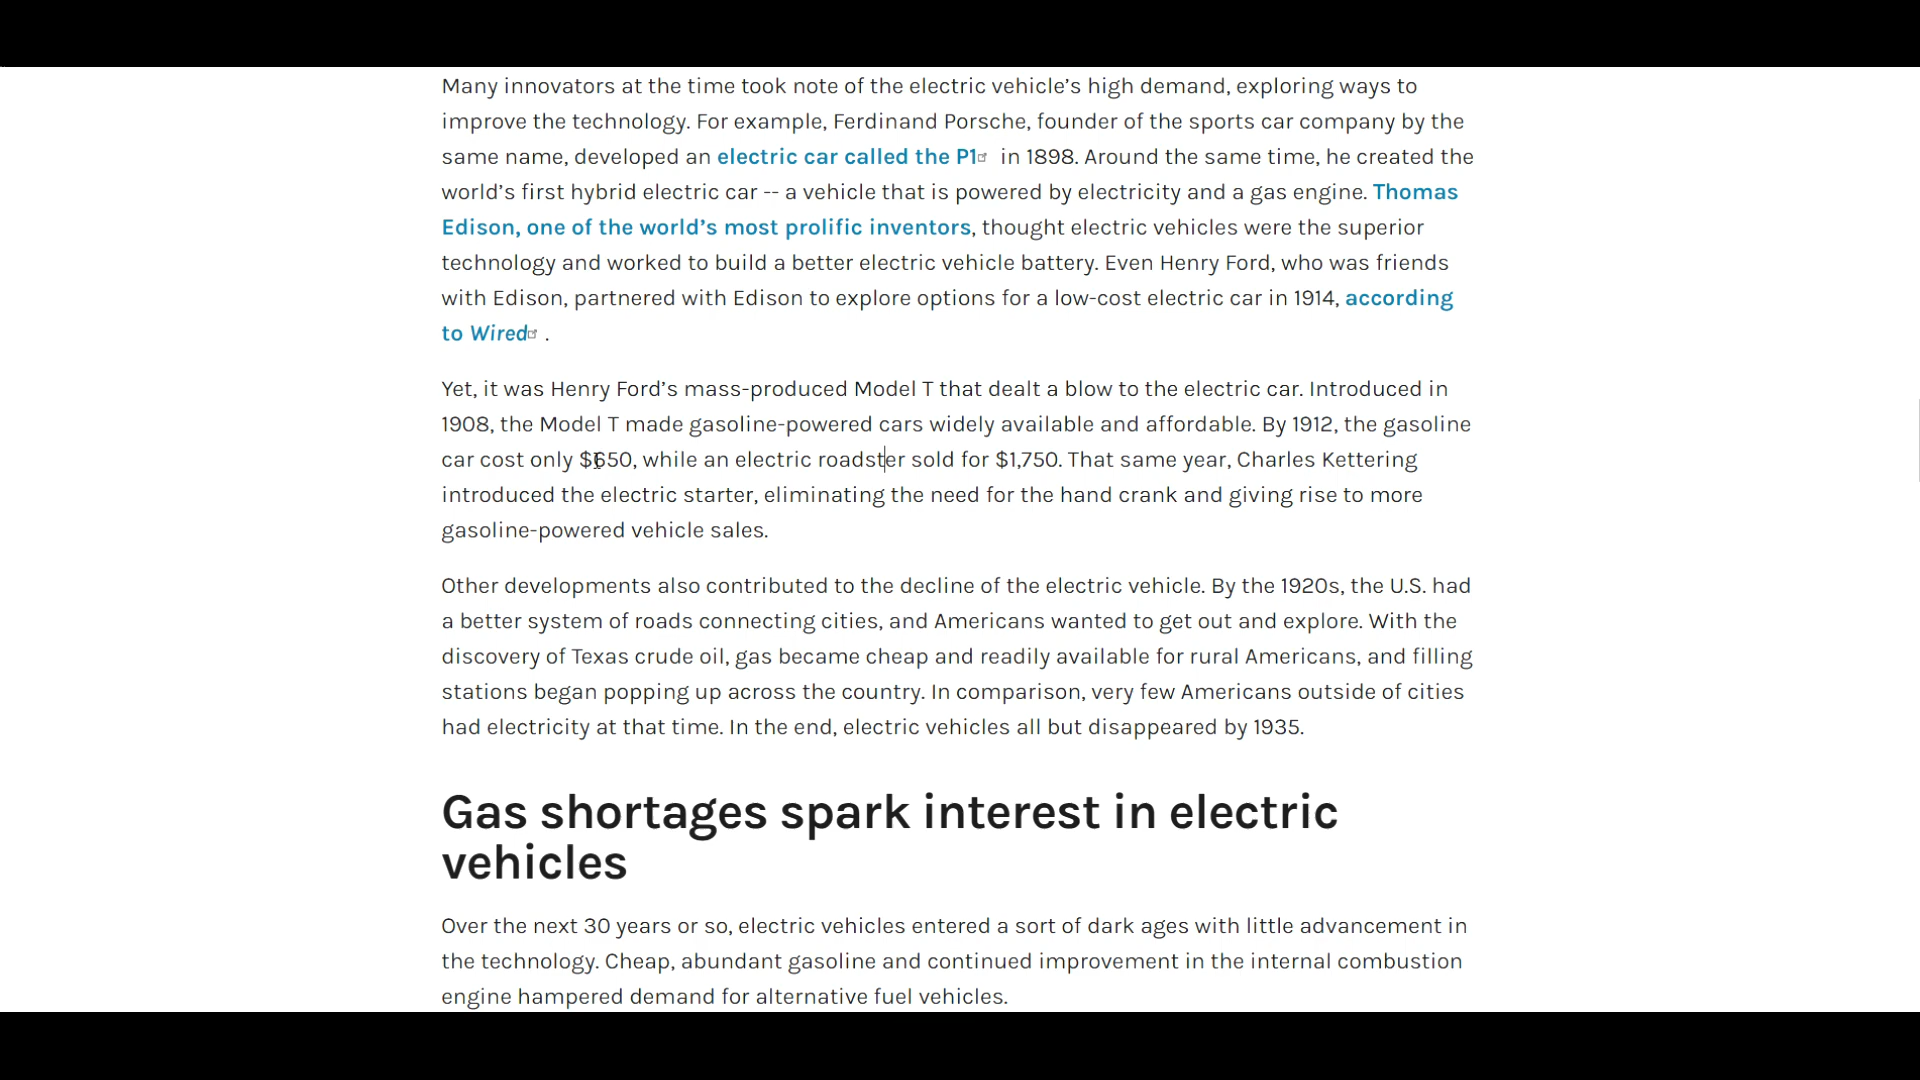 Many innovators at the time took note of the electric vehicle’s high demand, exploring ways to
improve the technology. For example, Ferdinand Porsche, founder of the sports car company by the
same name, developed an electric car called the P1 in 1898. Around the same time, he created the
world’s first hybrid electric car -- a vehicle that is powered by electricity and a gas engine. Thomas
Edison, one of the world’s most prolific inventors, thought electric vehicles were the superior
technology and worked to build a better electric vehicle battery. Even Henry Ford, who was friends
with Edison, partnered with Edison to explore options for a low-cost electric car in 1914, according
to Wired .
Yet, it was Henry Ford’s mass-produced Model T that dealt a blow to the electric car. Introduced in
1908, the Model T made gasoline-powered cars widely available and affordable. By 1912, the gasoline
car cost only $650, while an electric roadster sold for $1,750. That same year, Charles Kettering
introduced the electric starter, eliminating the need for the hand crank and giving rise to more
gasoline-powered vehicle sales.
Other developments also contributed to the decline of the electric vehicle. By the 1920s, the U.S. had
a better system of roads connecting cities, and Americans wanted to get out and explore. With the
discovery of Texas crude oil, gas became cheap and readily available for rural Americans, and filling
stations began popping up across the country. In comparison, very few Americans outside of cities
had electricity at that time. In the end, electric vehicles all but disappeared by 1935.
Gas shortages spark interest in electric
vehicles
Over the next 30 years or so, electric vehicles entered a sort of dark ages with little advancement in
the technology. Cheap, abundant gasoline and continued improvement in the internal combustion
engine hampered demand for alternative fuel vehicles.